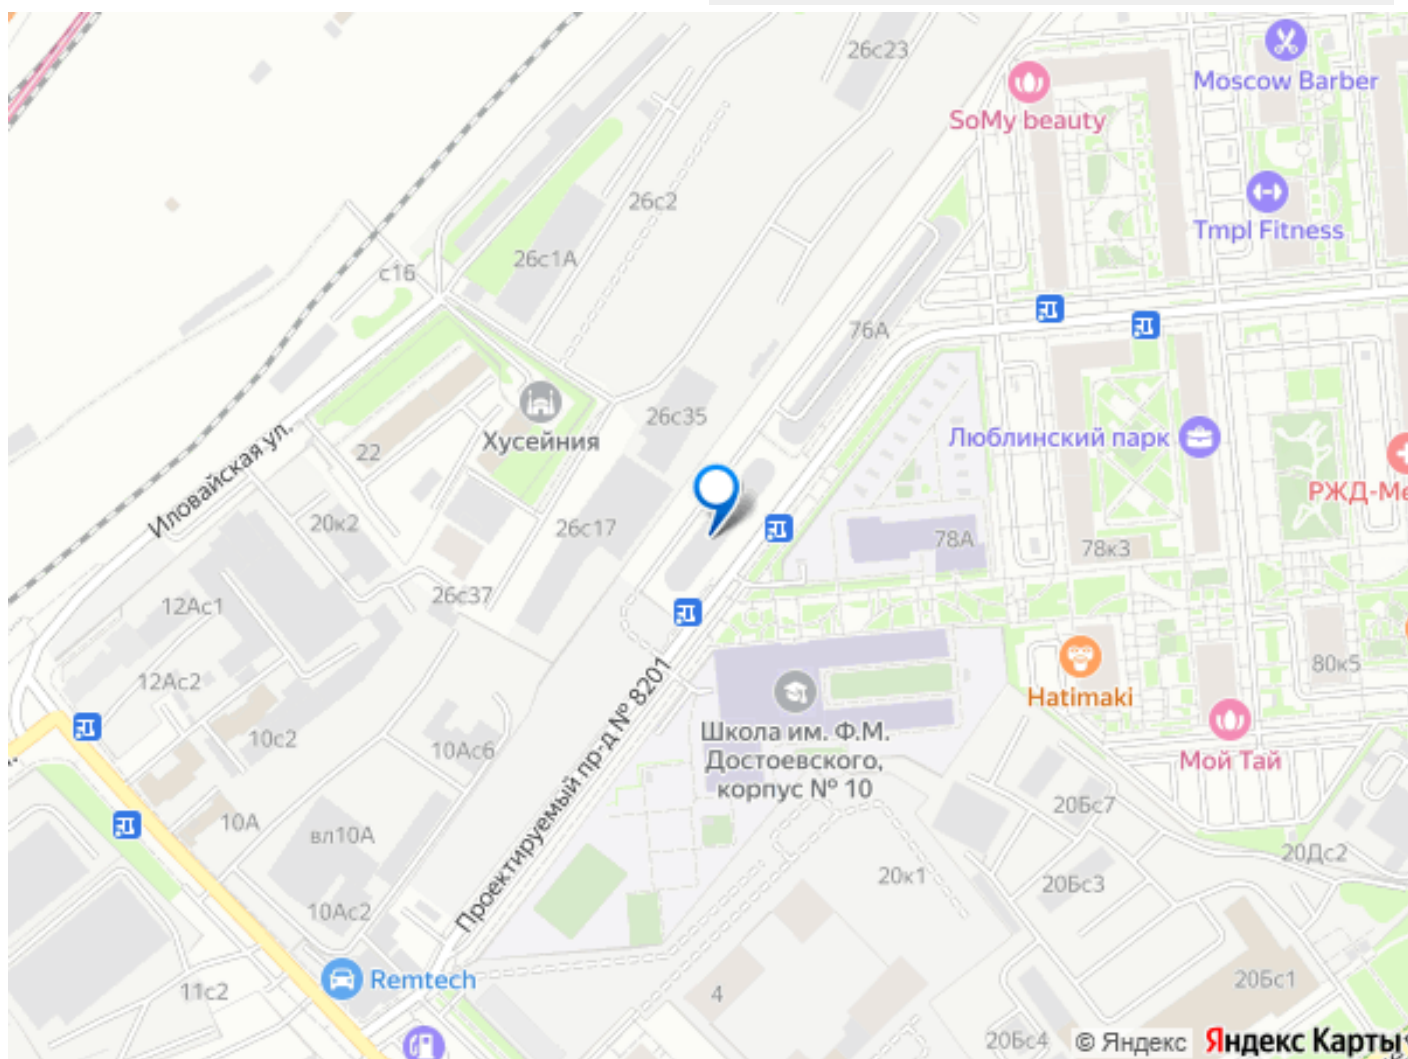 26с23
Moscow Barber
SoMy beauty
26с2
Tmpl Fitness
26с1А
с16
76А
26с35
Хусейния
22
Люблинский парк
Иловайская ул.
РЖД-Ме
20к2
26с17
78А
78к3
26с37
12Ас1
80к5
12Ас2
Hatimaki
10с2
10Ас6
Проектируемый пр-д № 8201
Школа им. Ф.М.
Достоевского,
корпус № 10
Мой Тай
10А
вл10А
20Бс7
20Дс2
20к1
20Бс3
10Ас2
Remtech
11с2
4
20Бс1
20Бс4
© Яндекс
Яндекс Карты